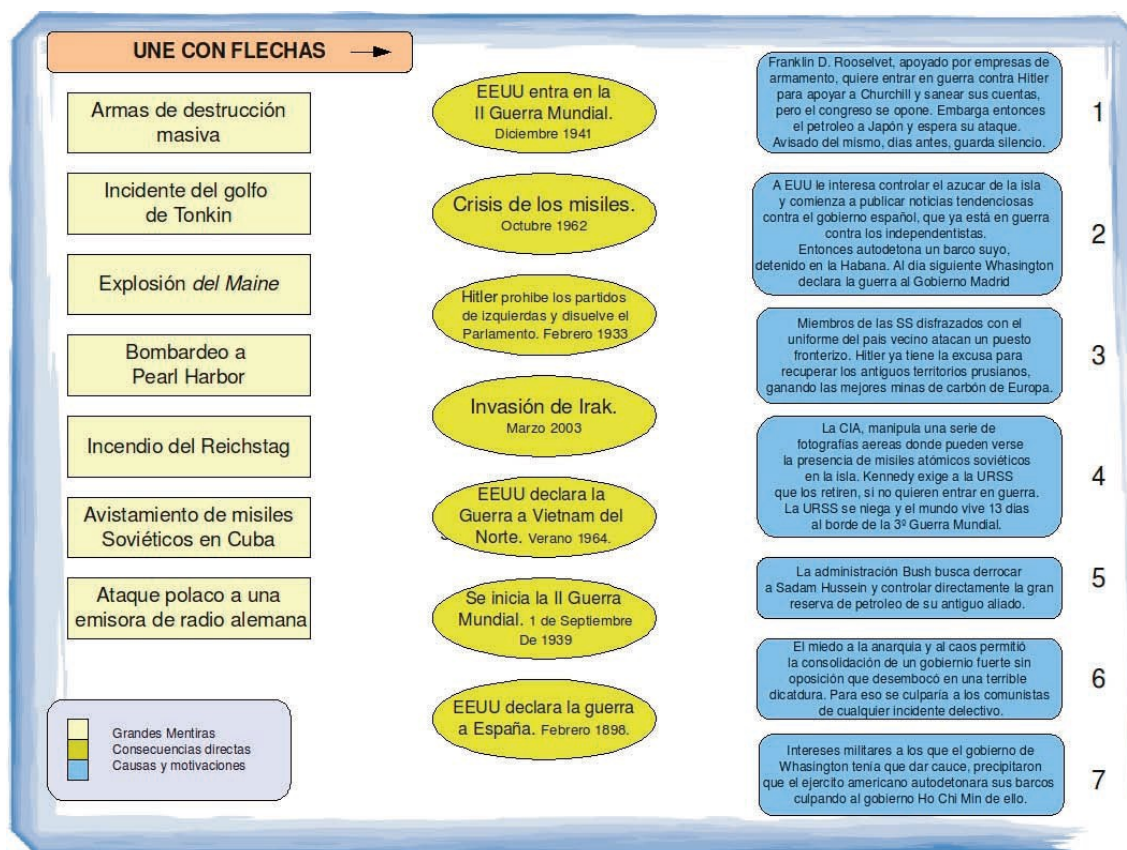 UNE CON FLECHAS
Armas de destrucción
masiva
Incidente del golfo
de Tonkin
Explosión del Maine
Bombardeo a
Pearl Harbor
Incendio del Reichstag
Avistamiento de misiles
Soviéticos en Cuba
Ataque polaco a una
emisora de radio alemana
Grandes Mentiras
Consecuencias directas
Causas y motivaciones
EEUU entra en la
II Guerra Mundial.
Diciembre 1941
Crisis de los misiles.
Octubre 1962
Hitler prohibe los partidos
de izquierdas y disuelve el
Parlamento. Febrero 1933
Invasión de Irak.
Marzo 2003
EEUU declara la
Guerra a Vietnam del
Norte. Verano 1964.
Se inicia la II Guerra
Mundial. 1 de Septiembre
De 1939
EEUU declara la guerra
a España. Febrero 1898.
Franklin D. Rooselvet, apoyado por empresas de
armamento, quiere entrar en guerra contra Hitler
para apoyar a Churchill y sanear sus cuentas,
pero el congreso se opone. Embarga entonces
el petroleo a Japón y espera su ataque.
Avisado del mismo, dias antes, guarda silencio.
1
A EUU le interesa controlar el azucar de la isla
y comienza a publicar noticias tendenciosas
contra el gobierno español, que ya está en guerra
contra los independentistas.
Entonces autodetona un barco suyo,
detenido en la Habana. Al dia siguiente Whasington
declara la guerra al Gobierno Madrid
2
Miembros de las SS disfrazados con el
uniforme del pais vecino atacan un puesto
fronterizo. Hitler ya tiene la excusa para
recuperar los antiguos territorios prusianos,
ganando las mejores minas de carbón de Europa.
3
La CIA, manipula una serie de
fotografías aereas donde pueden verse
la presencia de misiles atómicos soviéticos
en la isla. Kennedy exige a la URSS
que los retiren, si no quieren entrar en guerra.
La URSS se niega y el mundo vive 13 días
al borde de la 3º Guerra Mundial.
4
La administración Bush busca derrocar
a Sadam Hussein y controlar directamente la gran
reserva de petroleo de su antiguo aliado.
5
El miedo a la anarquia y al caos permitió
la consolidación de un gobiernio fuerte sin
oposición que desembocó en una terrible
dicatdura. Para eso se culparía a los comunistas
de cualquier incidente delectivo.
6
Intereses militares a los que el gobierno de
Whasington tenía que dar cauce, precipitaron
que el ejercito americano autodetonara sus barcos
culpando al gobierno Ho Chi Min de ello.
7